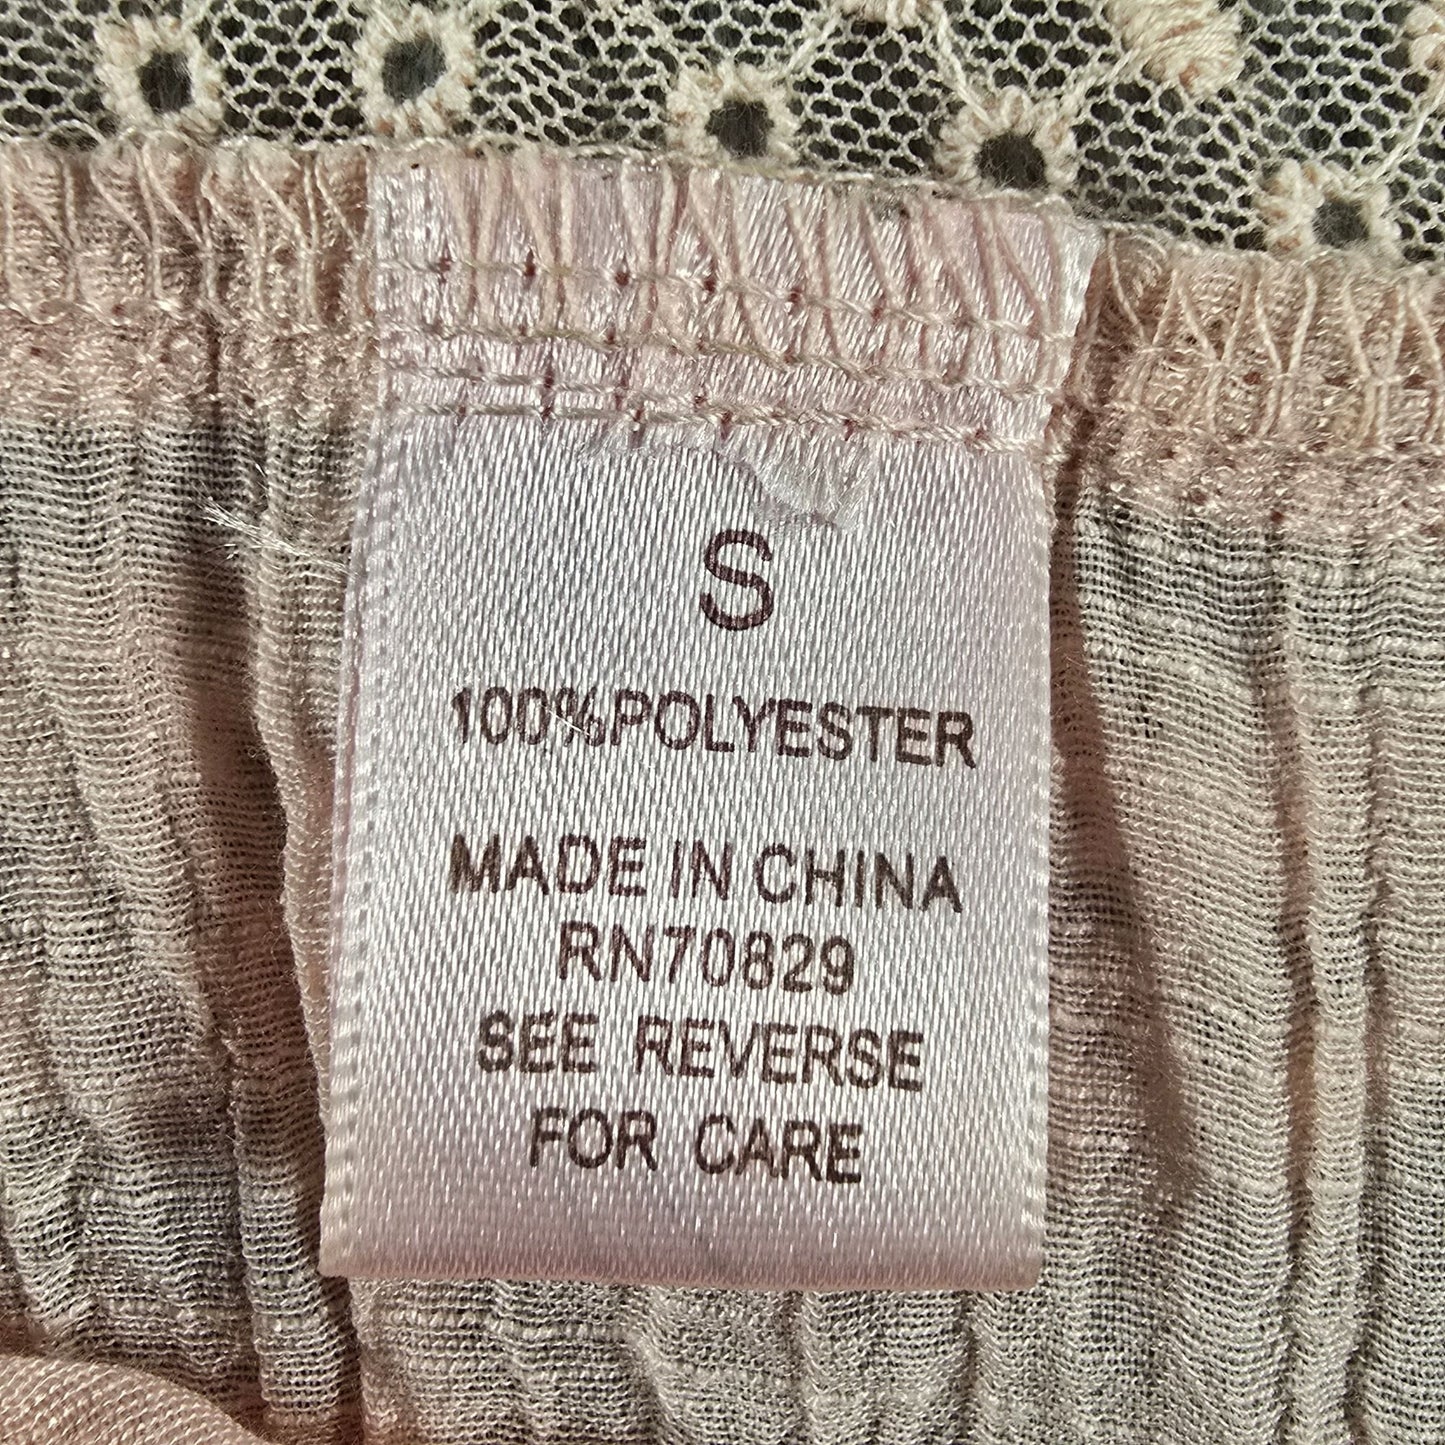 S
100%POLYESTER
MADE IN CHINA
RN70829
SEE REVERSE
FOR CARE